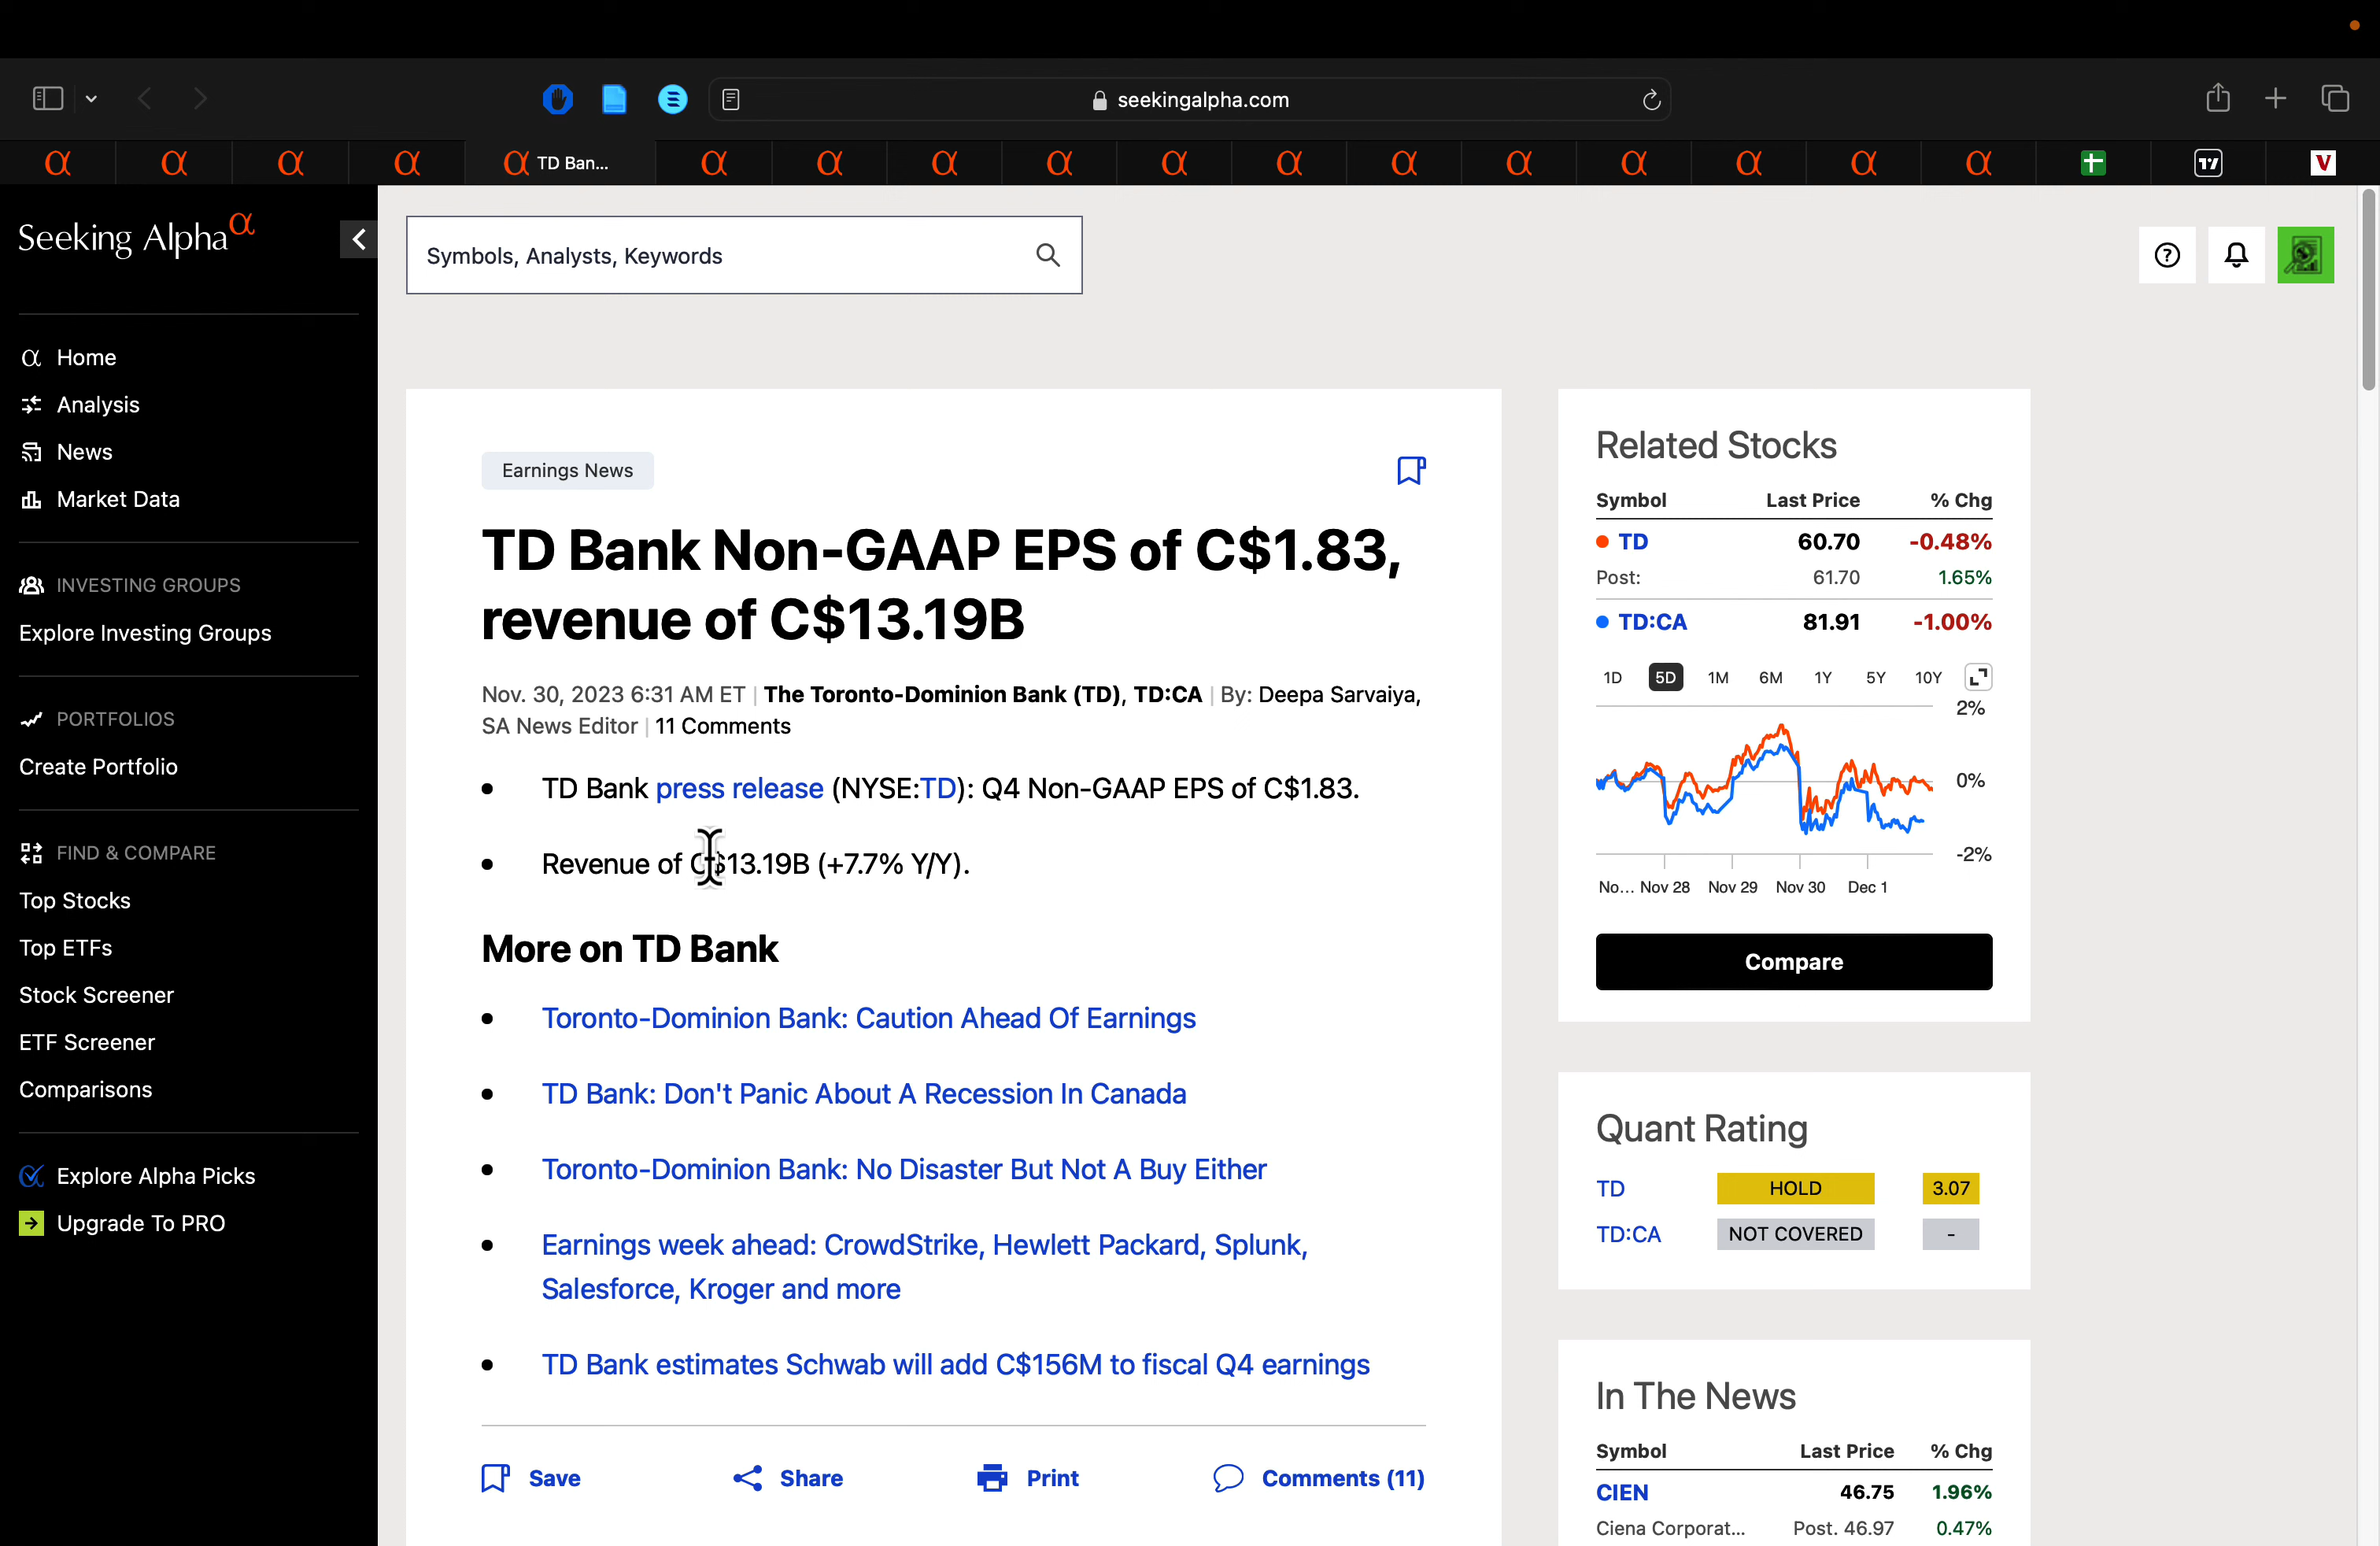 seekingalpha.com
α α α α α TD Ban... α α α α α α α α α α α α
Seeking Alpha α
Symbols, Analysts, Keywords
α Home
Analysis
News
Market Data
INVESTING GROUPS
Explore Investing Groups
PORTFOLIOS
Create Portfolio
FIND & COMPARE
Top Stocks
Top ETFs
Stock Screener
ETF Screener
Comparisons
Explore Alpha Picks
Upgrade To PRO
Earnings News
TD Bank Non-GAAP EPS of C$1.83,
revenue of C$13.19B
Nov. 30, 2023 6:31 AM ET | The Toronto-Dominion Bank (TD), TD:CA | By: Deepa Sarvaiya,
SA News Editor | 11 Comments
• TD Bank press release (NYSE:TD): Q4 Non-GAAP EPS of C$1.83.
• Revenue of C$13.19B (+7.7% Y/Y).
More on TD Bank
• Toronto-Dominion Bank: Caution Ahead Of Earnings
• TD Bank: Don't Panic About A Recession In Canada
• Toronto-Dominion Bank: No Disaster But Not A Buy Either
• Earnings week ahead: CrowdStrike, Hewlett Packard, Splunk,
Salesforce, Kroger and more
• TD Bank estimates Schwab will add C$156M to fiscal Q4 earnings
Save Share Print Comments (11)
Related Stocks
Symbol Last Price % Chg
TD 60.70 -0.48%
Post: 61.70 1.65%
TD:CA 81.91 -1.00%
1D 5D 1M 6M 1Y 5Y 10Y
2%
0%
-2%
No... Nov 28 Nov 29 Nov 30 Dec 1
Compare
Quant Rating
TD HOLD 3.07
TD:CA NOT COVERED -
In The News
Symbol Last Price % Chg
CIEN 46.75 1.96%
Ciena Corporat... Post. 46.97 0.47%